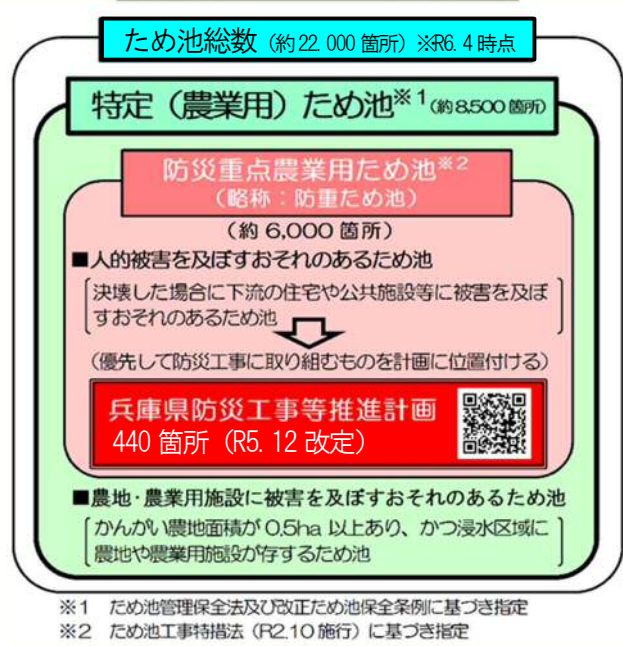 ため池総数（約22.000箇所）※R6.4時点
特定（農業用）ため池※1（約8,500箇所）
防災重点農業用ため池※2
（略称：防重ため池）
（約 6,000 箇所）
■人的被害を及ぼすおそれのあるため池
決壊した場合に下流の住宅や公共施設等に被害を及ぼ
すおそれのあるため池
（優先して防災工事に取り組むものを計画に位置付ける）
兵庫県防災工事等推進計画
440 箇所（R5.12 改定）
■農地・農業用施設に被害を及ぼすおそれのあるため池
かんがい農地面積が 0.5ha 以上あり、かつ浸水区域に
農地や農業用施設が存するため池
※1 ため池管理保全法及び改正ため池保全条例に基づき指定
※2 ため池工事特措法（R2.10 施行）に基づき指定